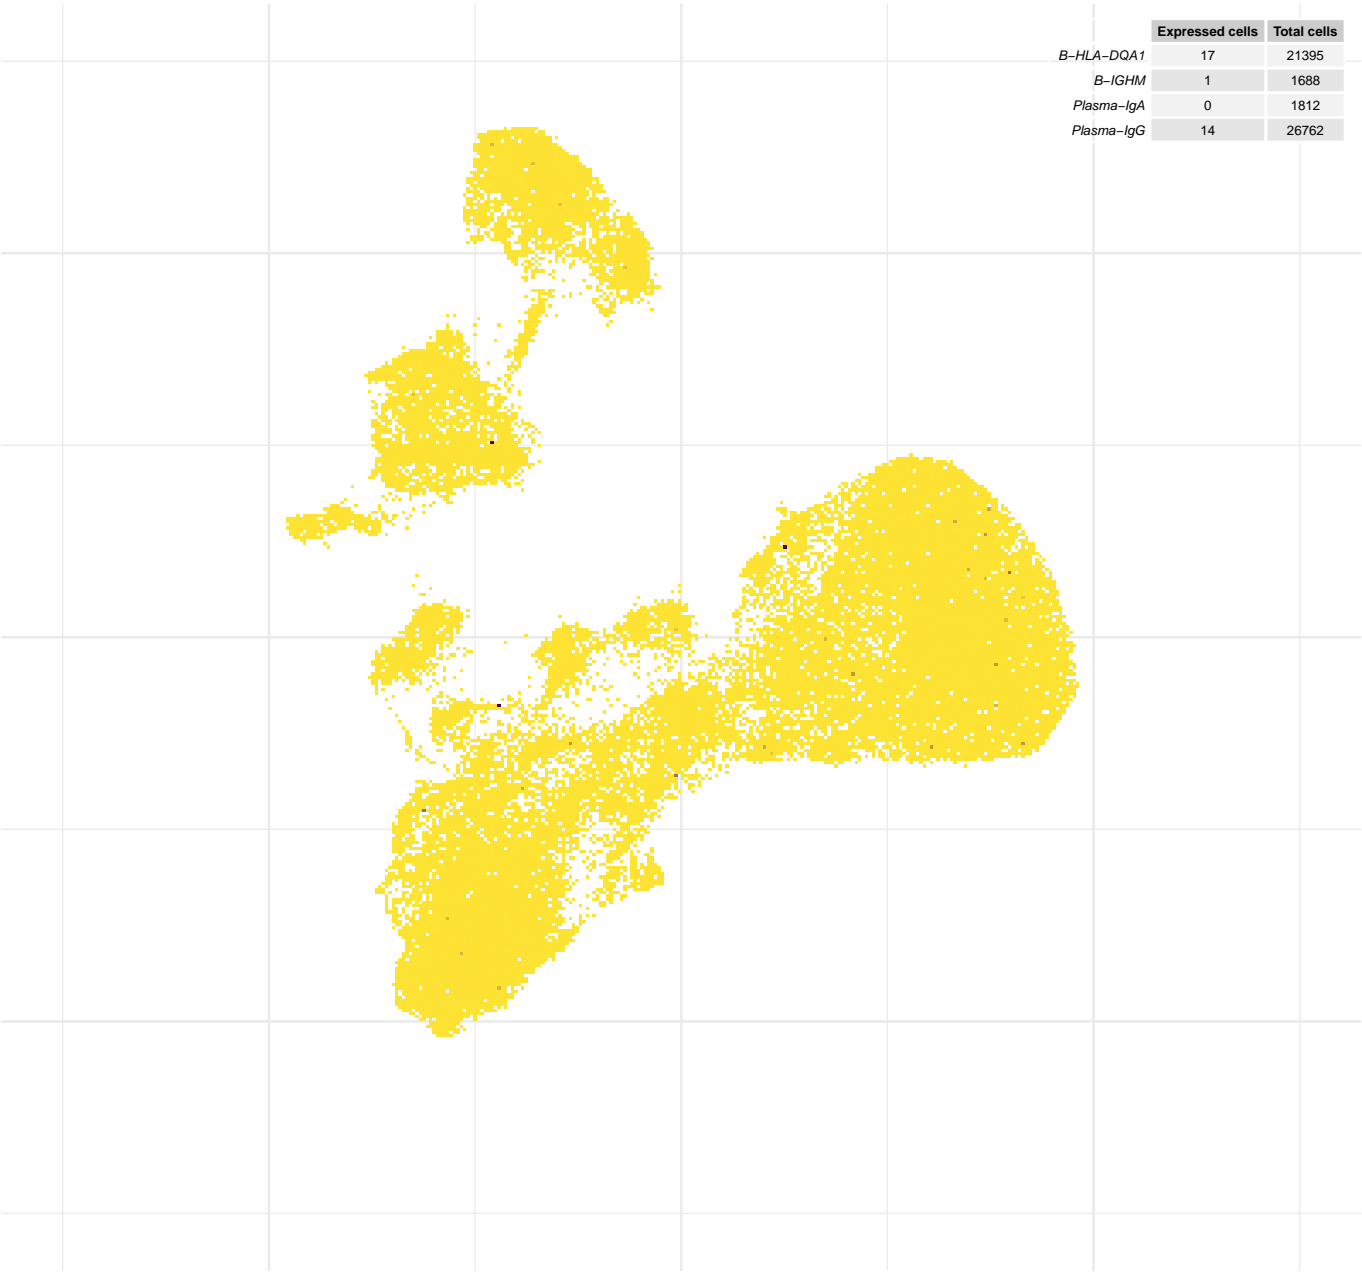 Expressed cells Total cells
B−HLA−DQA1 17 21395
B−IGHM 1 1688
Plasma−IgA 0 1812
Plasma−IgG 14 26762